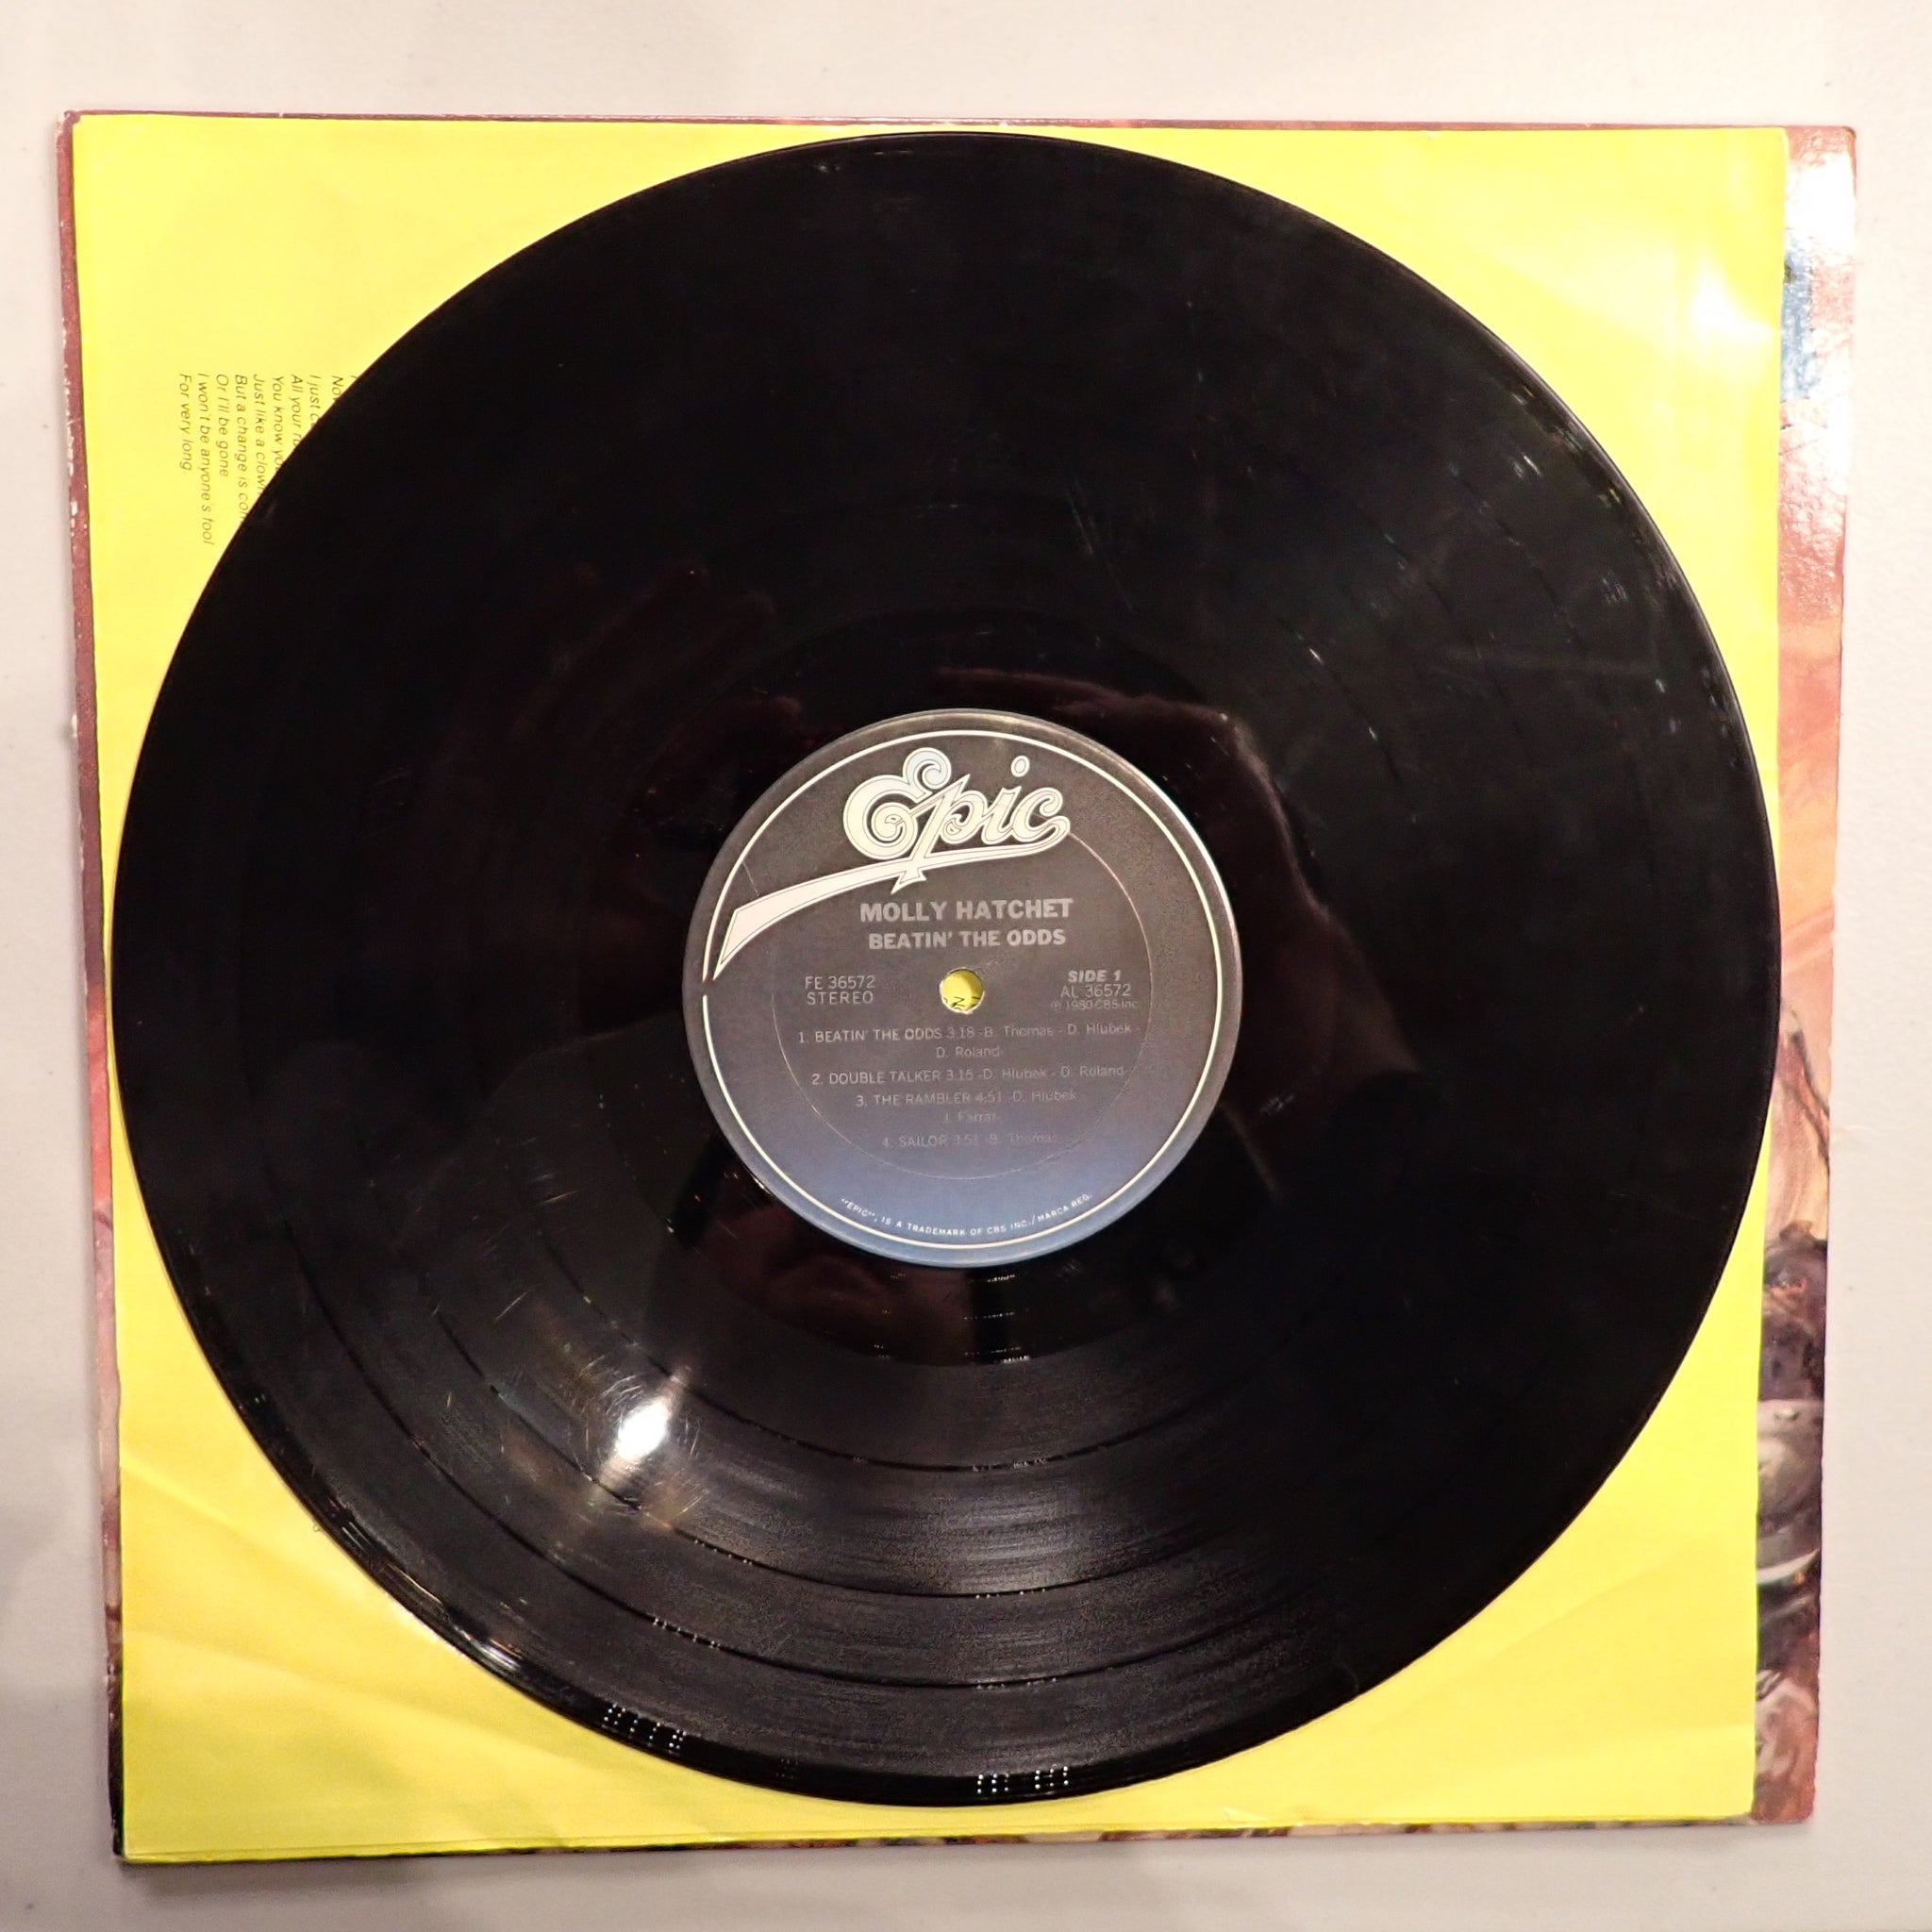 Epic
MOLLY HATCHET
BEATIN' THE ODDS
FE 36572
STEREO
SIDE 1
AL 36572
℗ 1980 CBS Inc.
1. BEATIN' THE ODDS 3:18 -B. Thomas - D. Hlubek -
D. Roland-
2. DOUBLE TALKER 3:15 -D. Hlubek - D. Roland-
3. THE RAMBLER 4:51 -D. Hlubek
J. Farrar-
4. SAILOR 3:51 -B. Thomas-
"EPIC", IS A TRADEMARK OF CBS INC./MARCA REG.
I just
All your
You know
Just like a clown
But a change is
Or I'll be gone
I won't be anyone's fool
For very long